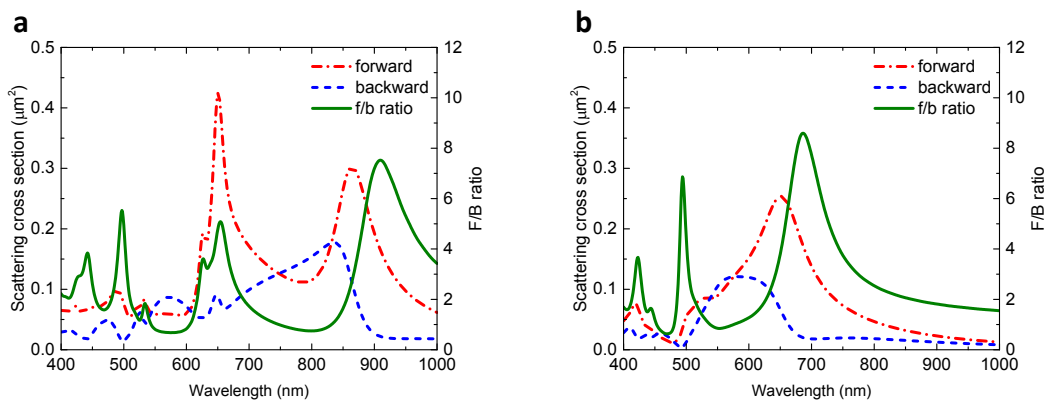 a
0.5
0.4
0.3
0.2
0.1
0.0
Scattering cross section (μm²)
12
10
8
6
4
2
0
F/B ratio
forward
backward
f/b ratio
400 500 600 700 800 900 1000
Wavelength (nm)
b
0.5
0.4
0.3
0.2
0.1
0.0
Scattering cross section (μm²)
12
10
8
6
4
2
0
F/B ratio
forward
backward
f/b ratio
400 500 600 700 800 900 1000
Wavelength (nm)